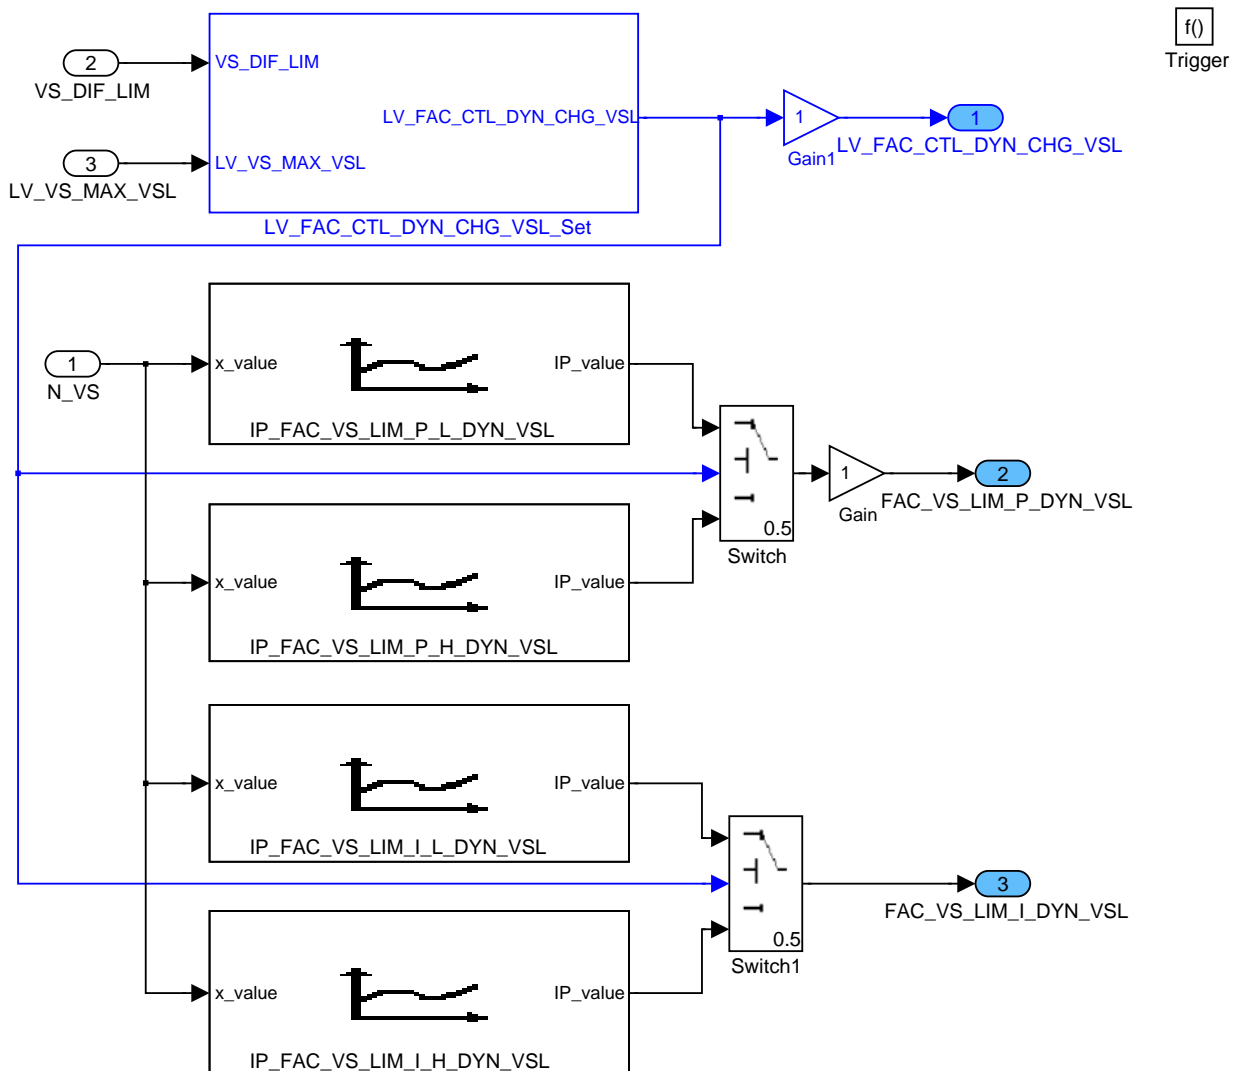 f()
Trigger
2
VS_DIF_LIM
VS_DIF_LIM
3
LV_VS_MAX_VSL
LV_VS_MAX_VSL
LV_FAC_CTL_DYN_CHG_VSL
LV_FAC_CTL_DYN_CHG_VSL_Set
1
Gain1
1
LV_FAC_CTL_DYN_CHG_VSL
1
N_VS
x_value
IP_value
IP_FAC_VS_LIM_P_L_DYN_VSL
x_value
IP_value
IP_FAC_VS_LIM_P_H_DYN_VSL
0.5
Switch
1
Gain
2
FAC_VS_LIM_P_DYN_VSL
x_value
IP_value
IP_FAC_VS_LIM_I_L_DYN_VSL
x_value
IP_value
IP_FAC_VS_LIM_I_H_DYN_VSL
0.5
Switch1
3
FAC_VS_LIM_I_DYN_VSL